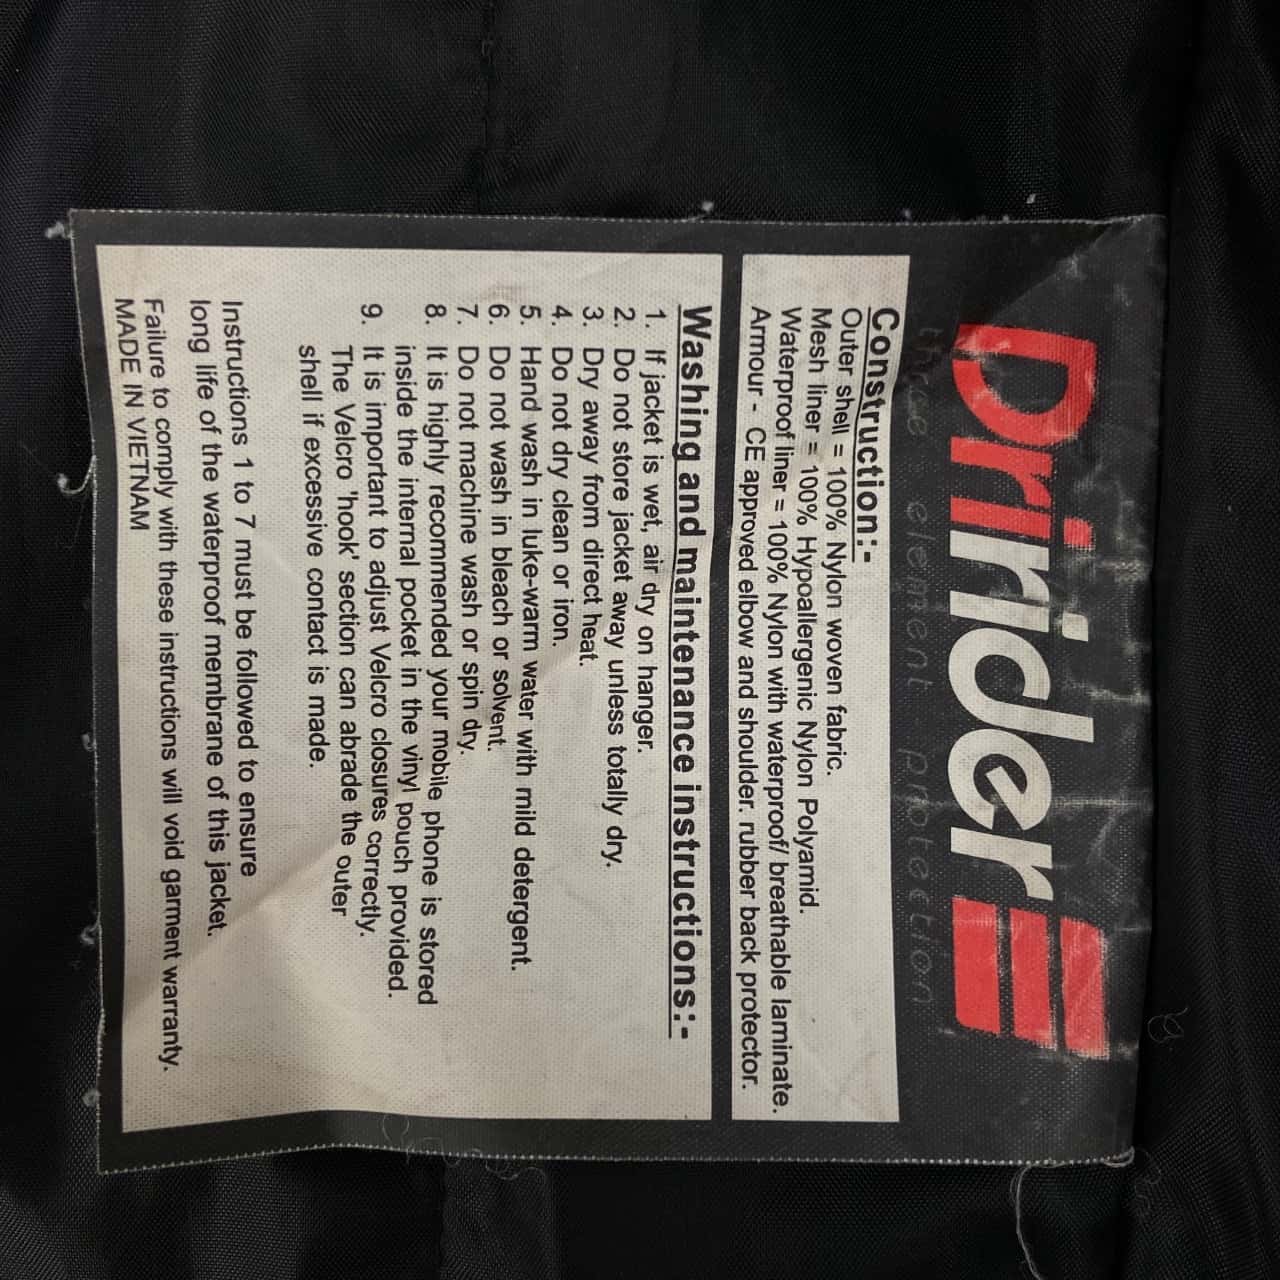 Dririder
three element protection
Construction:-
Outer shell = 100% Nylon woven fabric.
Mesh liner = 100% Hypoallergenic Nylon Polyamid.
Waterproof liner = 100% Nylon with waterproof/ breathable laminate.
Armour - CE approved elbow and shoulder. rubber back protector.
Washing and maintenance instructions:-
1. If jacket is wet, air dry on hanger.
2. Do not store jacket away unless totally dry.
3. Dry away from direct heat.
4. Do not dry clean or iron.
5. Hand wash in luke-warm water with mild detergent.
6. Do not wash in bleach or solvent.
7. Do not machine wash or spin dry.
8. It is highly recommended your mobile phone is stored
inside the internal pocket in the vinyl pouch provided.
9. It is important to adjust Velcro closures correctly.
The Velcro 'hook' section can abrade the outer
shell if excessive contact is made.
Instructions 1 to 7 must be followed to ensure
long life of the waterproof membrane of this jacket.
Failure to comply with these instructions will void garment warranty.
MADE IN VIETNAM